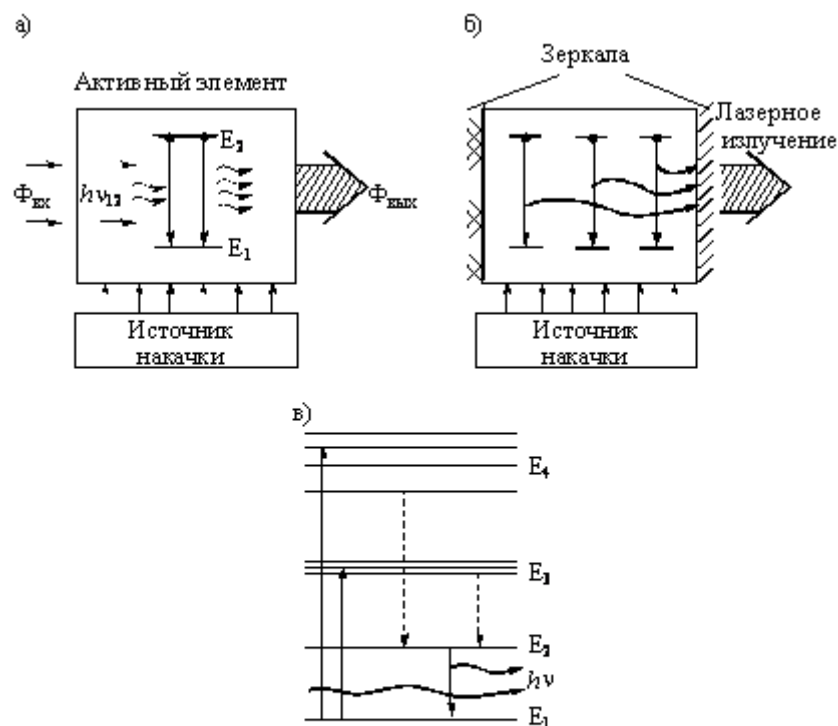 а)
Активный элемент
E₂
Φвх
hν₁₂
Φвых
E₁
Источник
накачки
б)
Зеркала
Лазерное
излучение
Источник
накачки
в)
E₄
E₃
E₂
hν
E₁